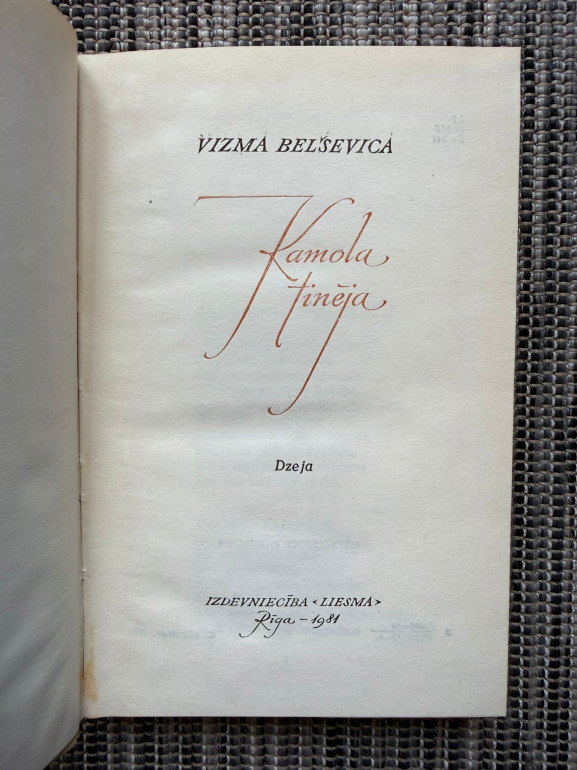 VIZMA BELŠEVICA
Kamola
tinēja
Dzeja
IZDEVNIECĪBA «LIESMA»
Rīga – 1981